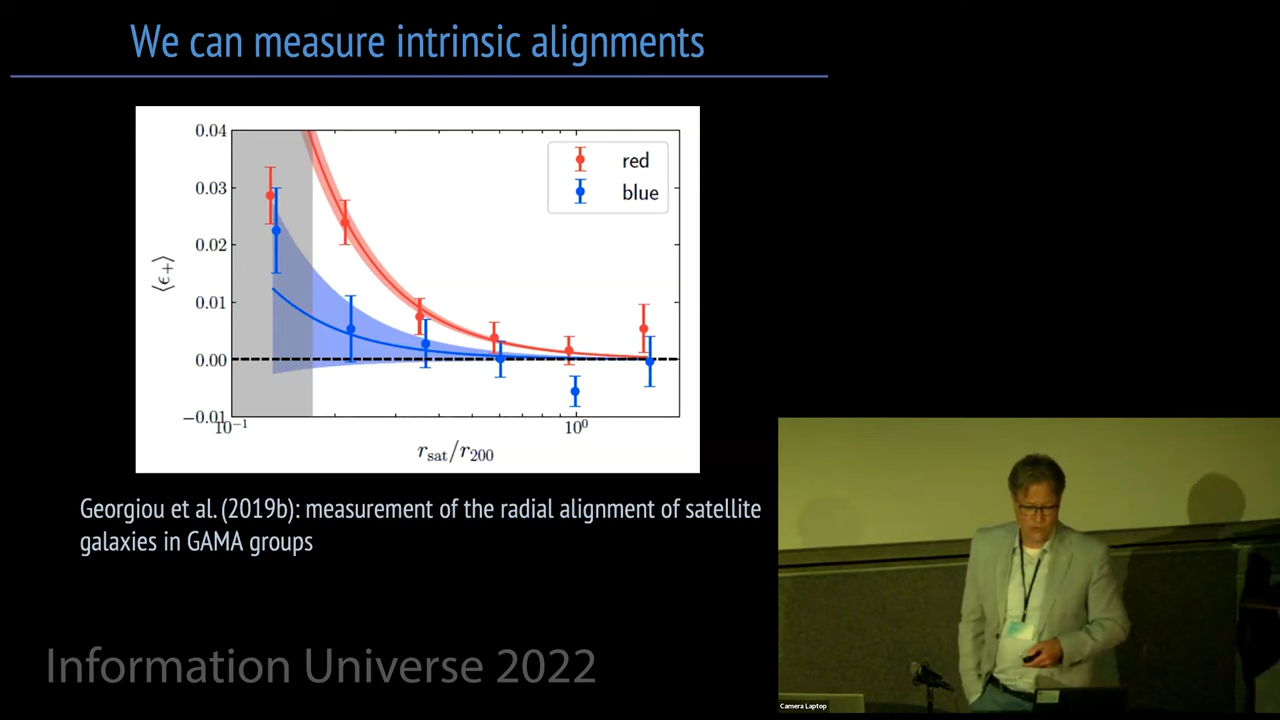 We can measure intrinsic alignments
0.04
0.03
0.02
0.01
0.00
−0.01
10⁻¹
10⁰
⟨ϵ₊⟩
r_sat/r_200
red
blue
Georgiou et al. (2019b): measurement of the radial alignment of satellite
galaxies in GAMA groups
Information Universe 2022
Camera Laptop